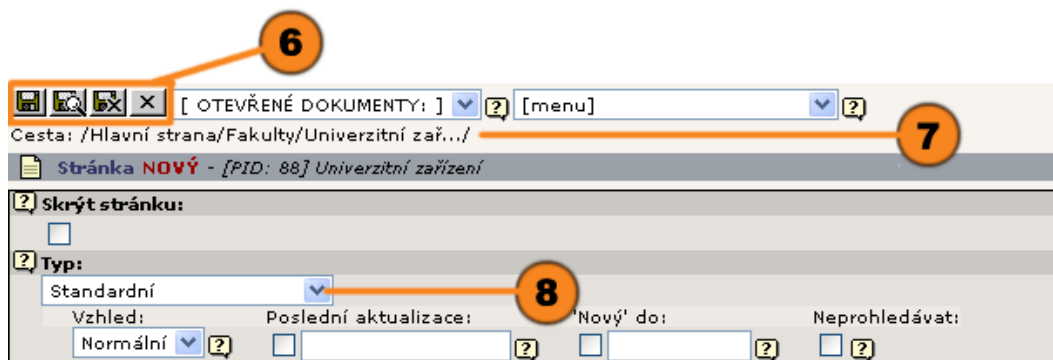 6
[ OTEVŘENÉ DOKUMENTY: ] [menu]
Cesta: /Hlavní strana/Fakulty/Univerzitní zař.../
7
Stránka NOVÝ - [PID: 88] Univerzitní zařízení
Skrýt stránku:
Typ:
Standardní
8
Vzhled: Poslední aktualizace: 'Nový' do: Neprohledávat:
Normální